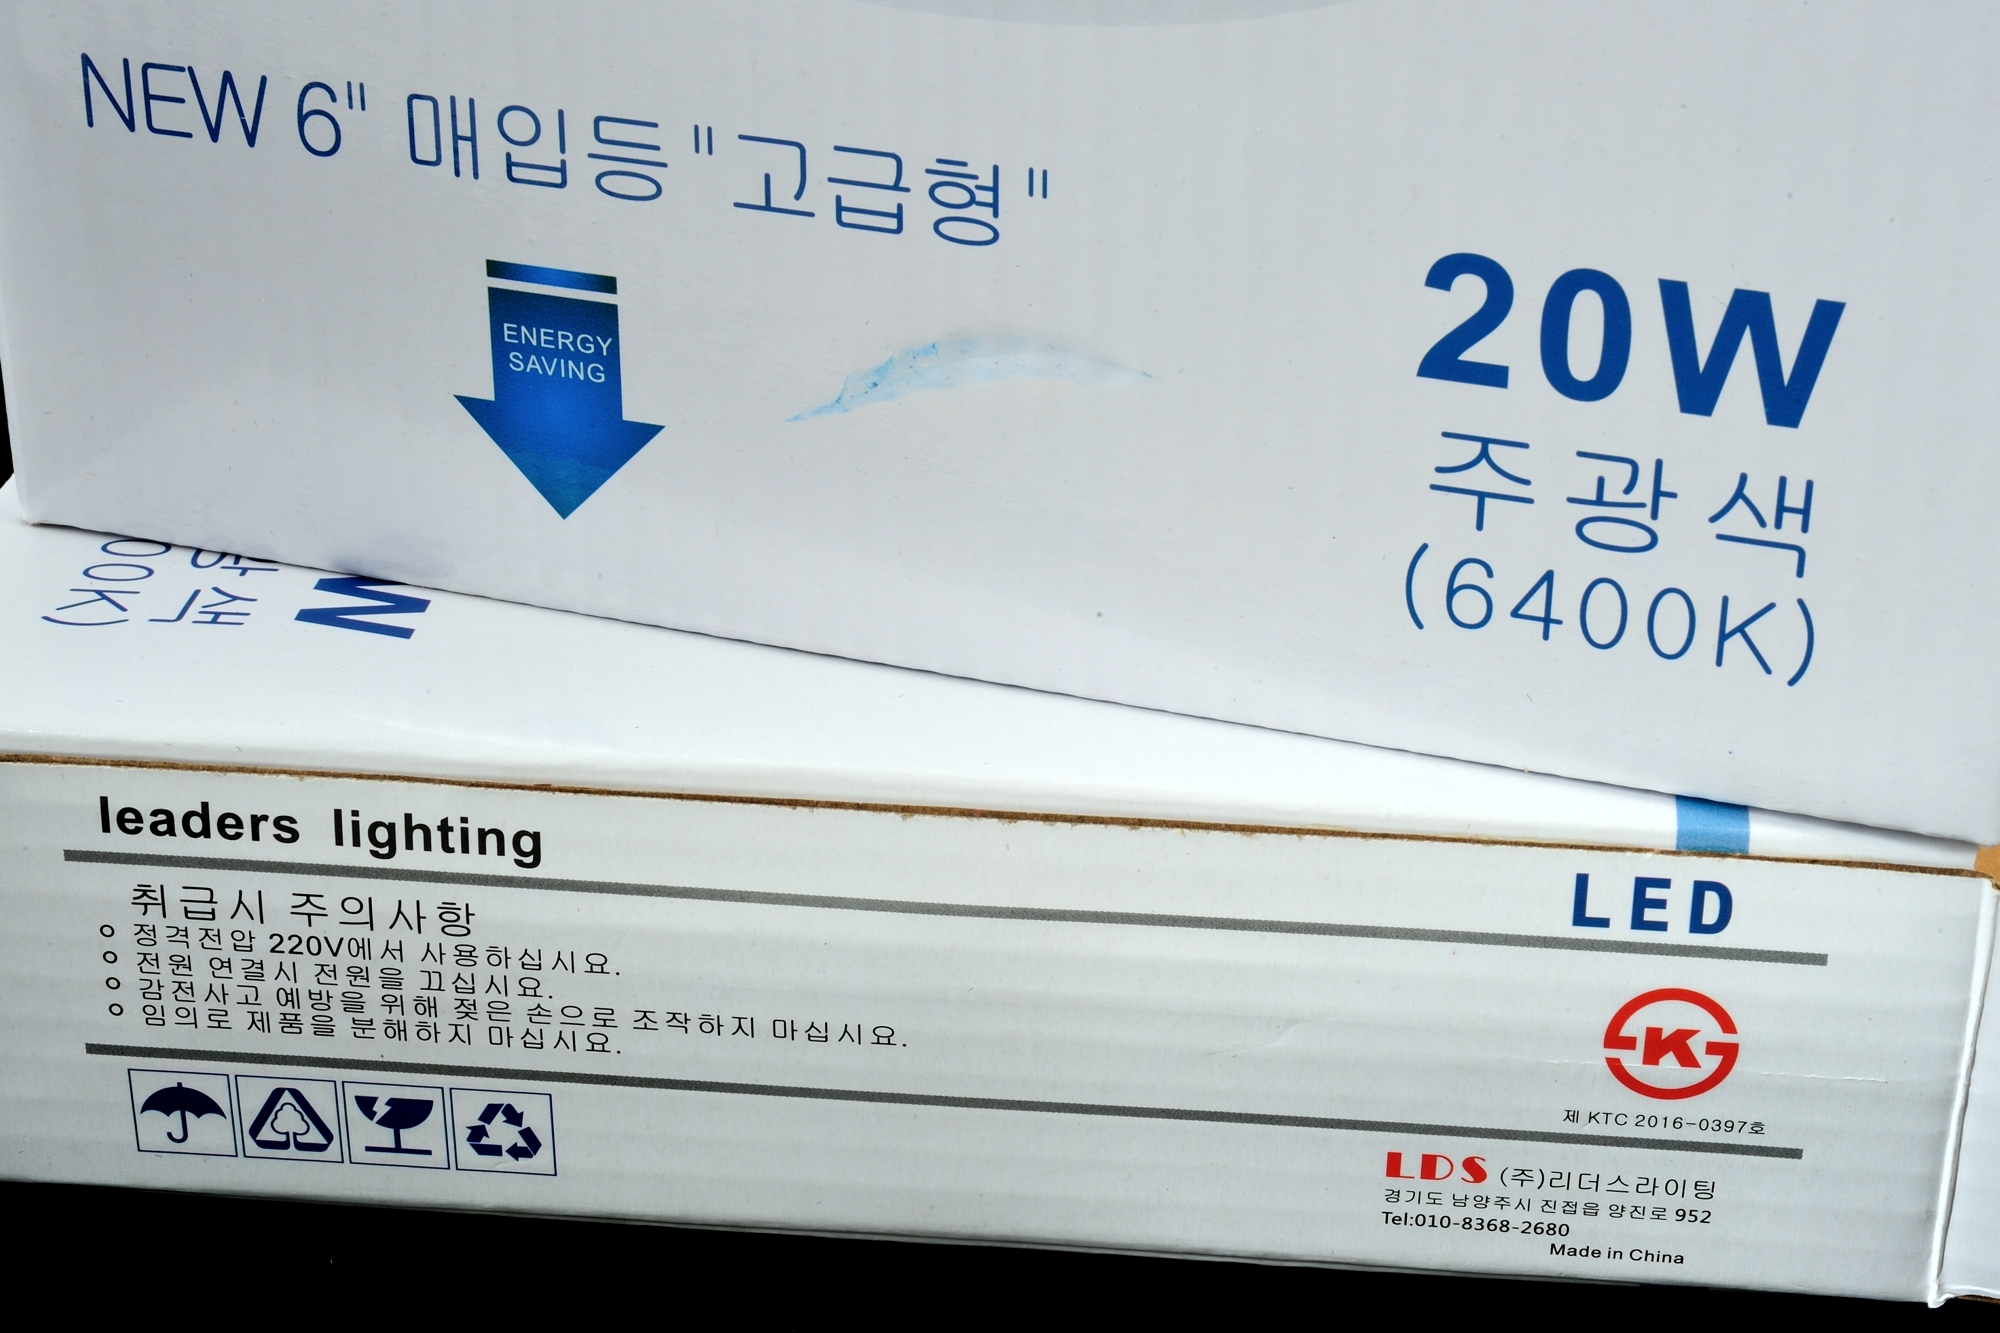 NEW 6" 매입등 "고급형"
ENERGY
SAVING
20W
주광색
(6400K)
W
색
00K)
leaders lighting
LED
취급시 주의사항
o 정격전압 220V에서 사용하십시요.
o 전원 연결시 전원을 끄십시요.
o 감전사고 예방을 위해 젖은 손으로 조작하지 마십시요.
o 임의로 제품을 분해하지 마십시요.
K
제 KTC 2016-0397호
LDS (주)리더스라이팅
경기도 남양주시 진접읍 양진로 952
Tel:010-8368-2680
Made in China